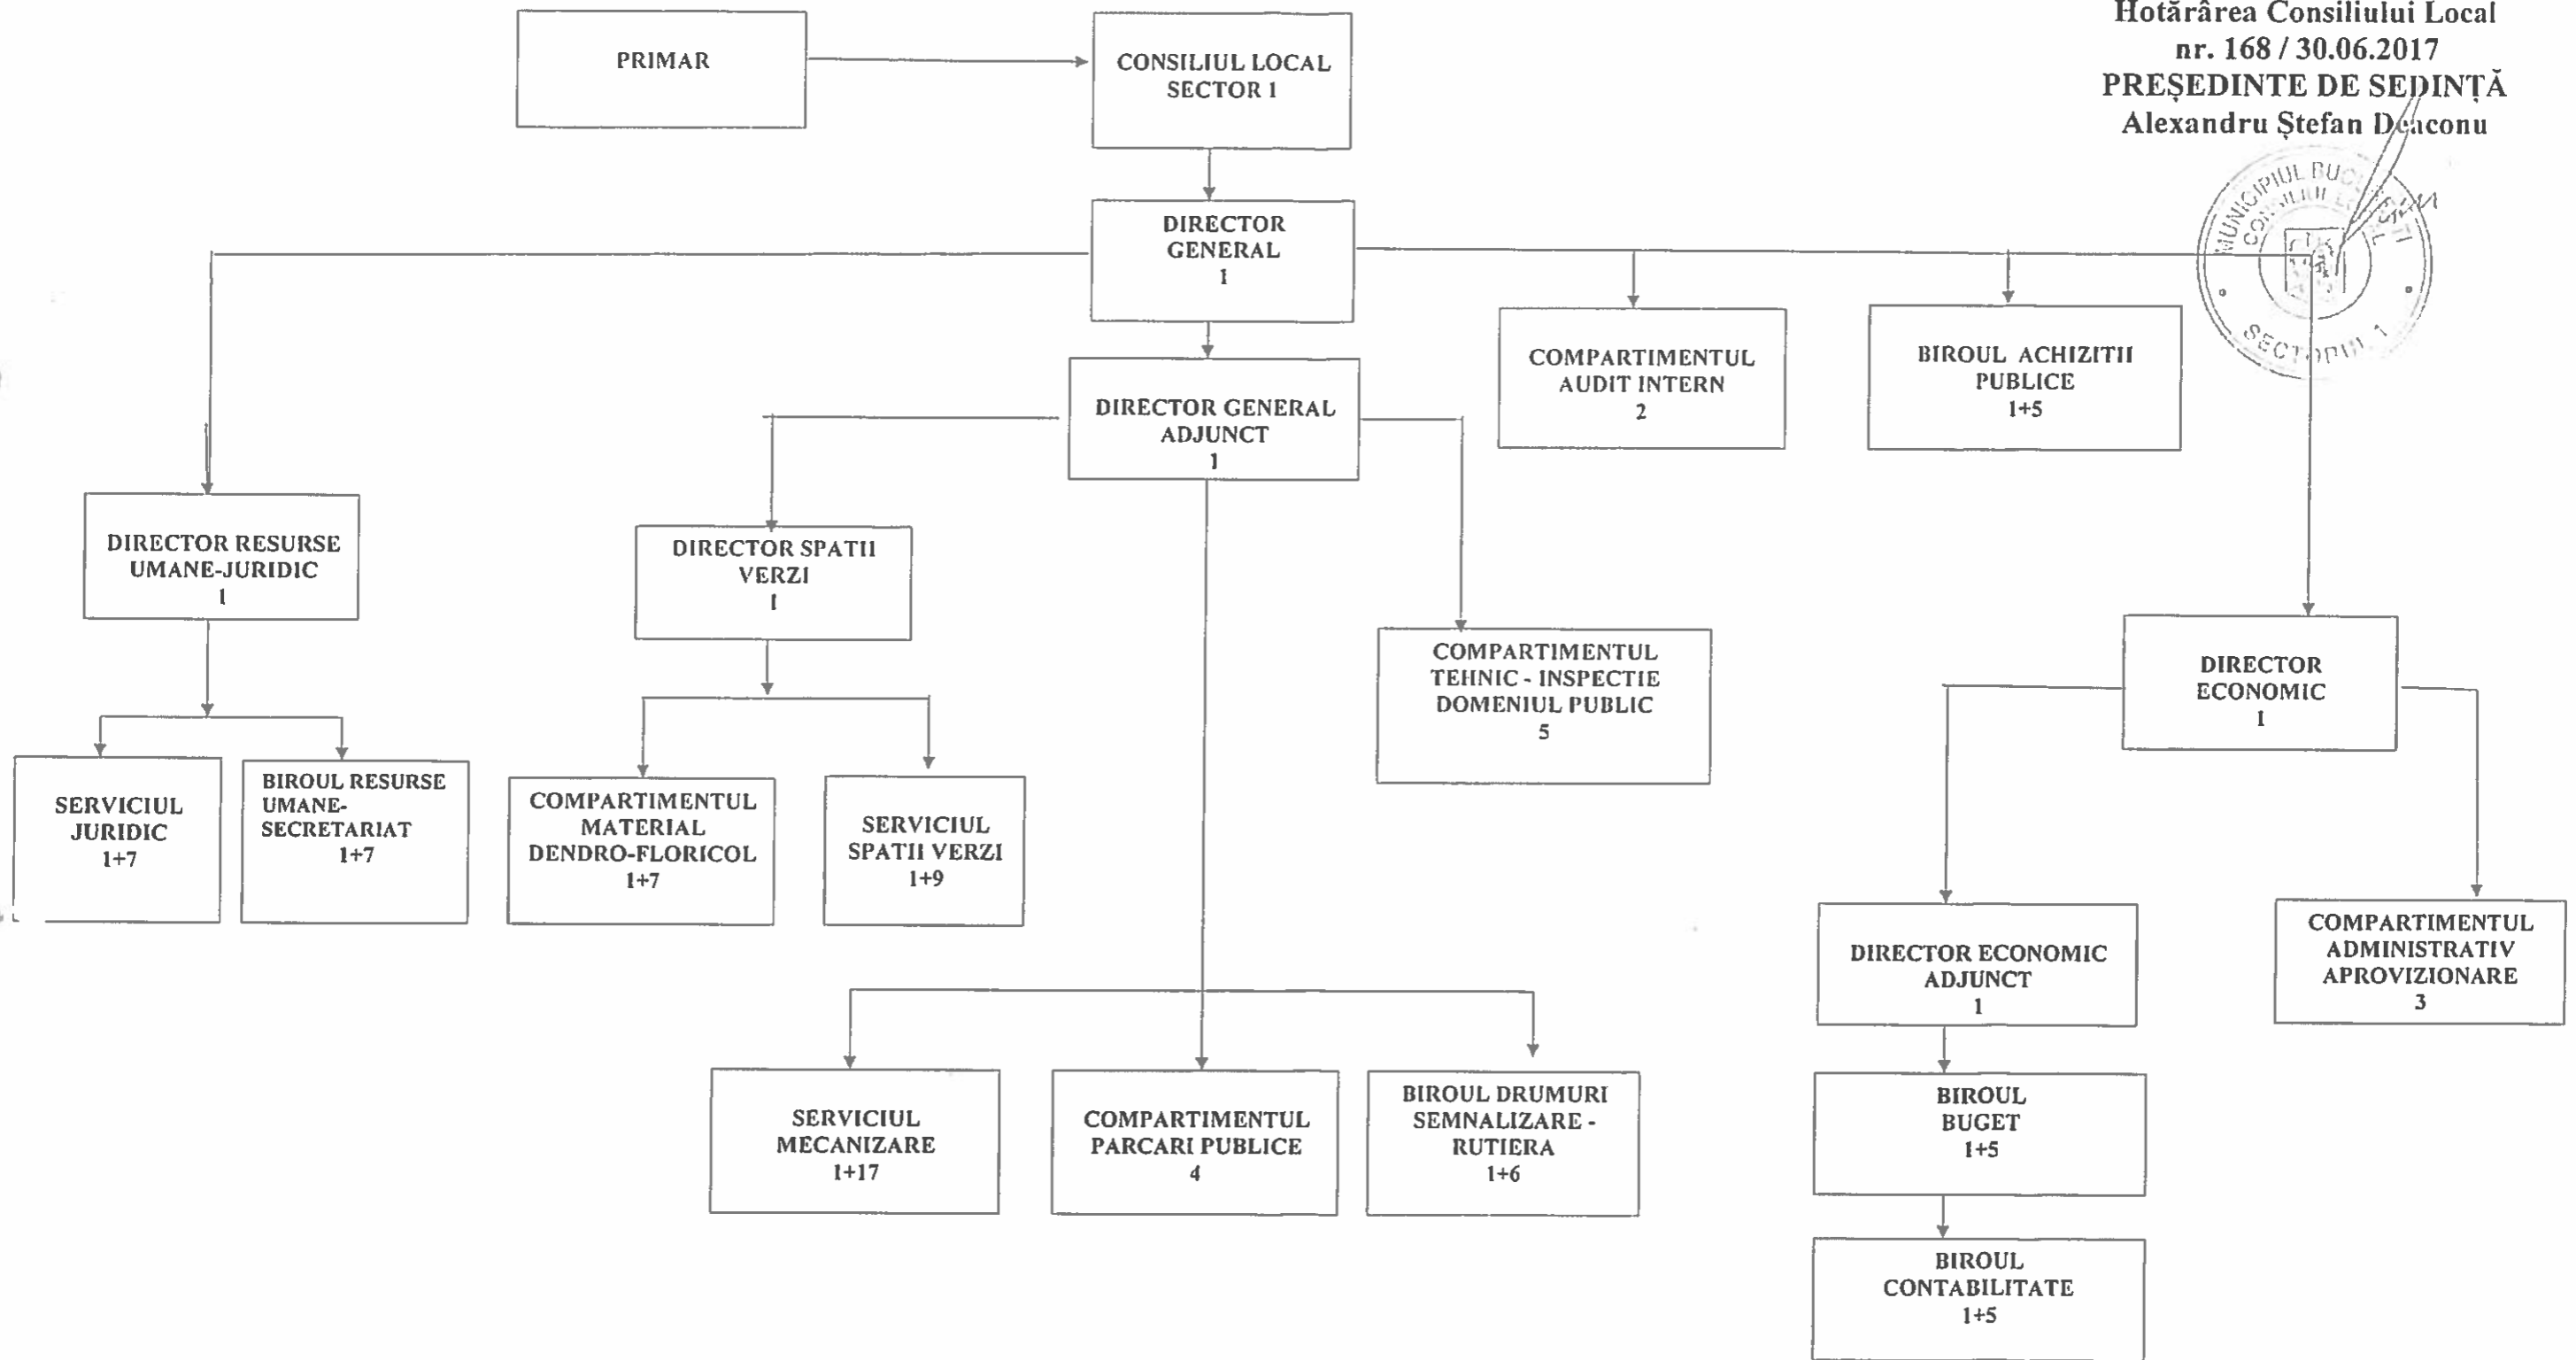 Hotărârea Consiliului Local
nr. 168 / 30.06.2017
PREȘEDINTE DE SEDINȚĂ
Alexandru Ștefan Deaconu
MUNICIPIUL BUCUREȘTI
CONSILIUL LOCAL
SECTORUL 1
PRIMAR
CONSILIUL LOCAL
SECTOR 1
DIRECTOR
GENERAL
1
DIRECTOR GENERAL
ADJUNCT
1
COMPARTIMENTUL
AUDIT INTERN
2
BIROUL ACHIZITII
PUBLICE
1+5
DIRECTOR RESURSE
UMANE-JURIDIC
1
DIRECTOR SPATII
VERZI
1
COMPARTIMENTUL
TEHNIC - INSPECTIE
DOMENIUL PUBLIC
5
DIRECTOR
ECONOMIC
1
SERVICIUL
JURIDIC
1+7
BIROUL RESURSE
UMANE-
SECRETARIAT
1+7
COMPARTIMENTUL
MATERIAL
DENDRO-FLORICOL
1+7
SERVICIUL
SPATII VERZI
1+9
DIRECTOR ECONOMIC
ADJUNCT
1
COMPARTIMENTUL
ADMINISTRATIV
APROVIZIONARE
3
SERVICIUL
MECANIZARE
1+17
COMPARTIMENTUL
PARCARI PUBLICE
4
BIROUL DRUMURI
SEMNALIZARE -
RUTIERA
1+6
BIROUL
BUGET
1+5
BIROUL
CONTABILITATE
1+5